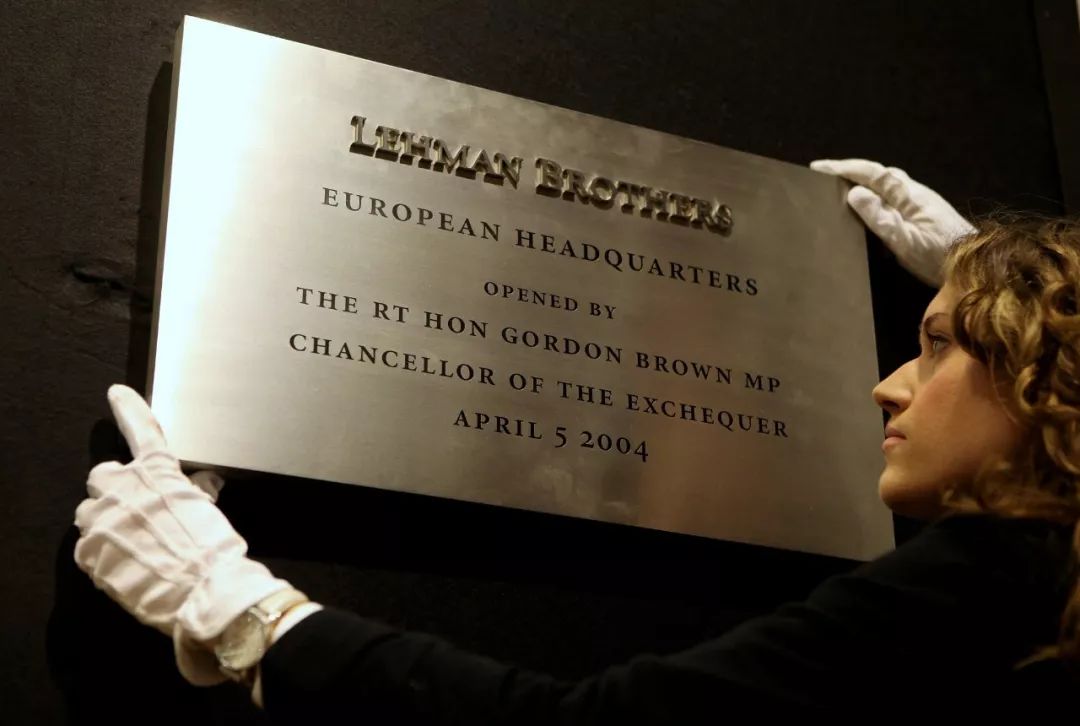 LEHMAN BROTHERS
EUROPEAN HEADQUARTERS
OPENED BY
THE RT HON GORDON BROWN MP
CHANCELLOR OF THE EXCHEQUER
APRIL 5 2004